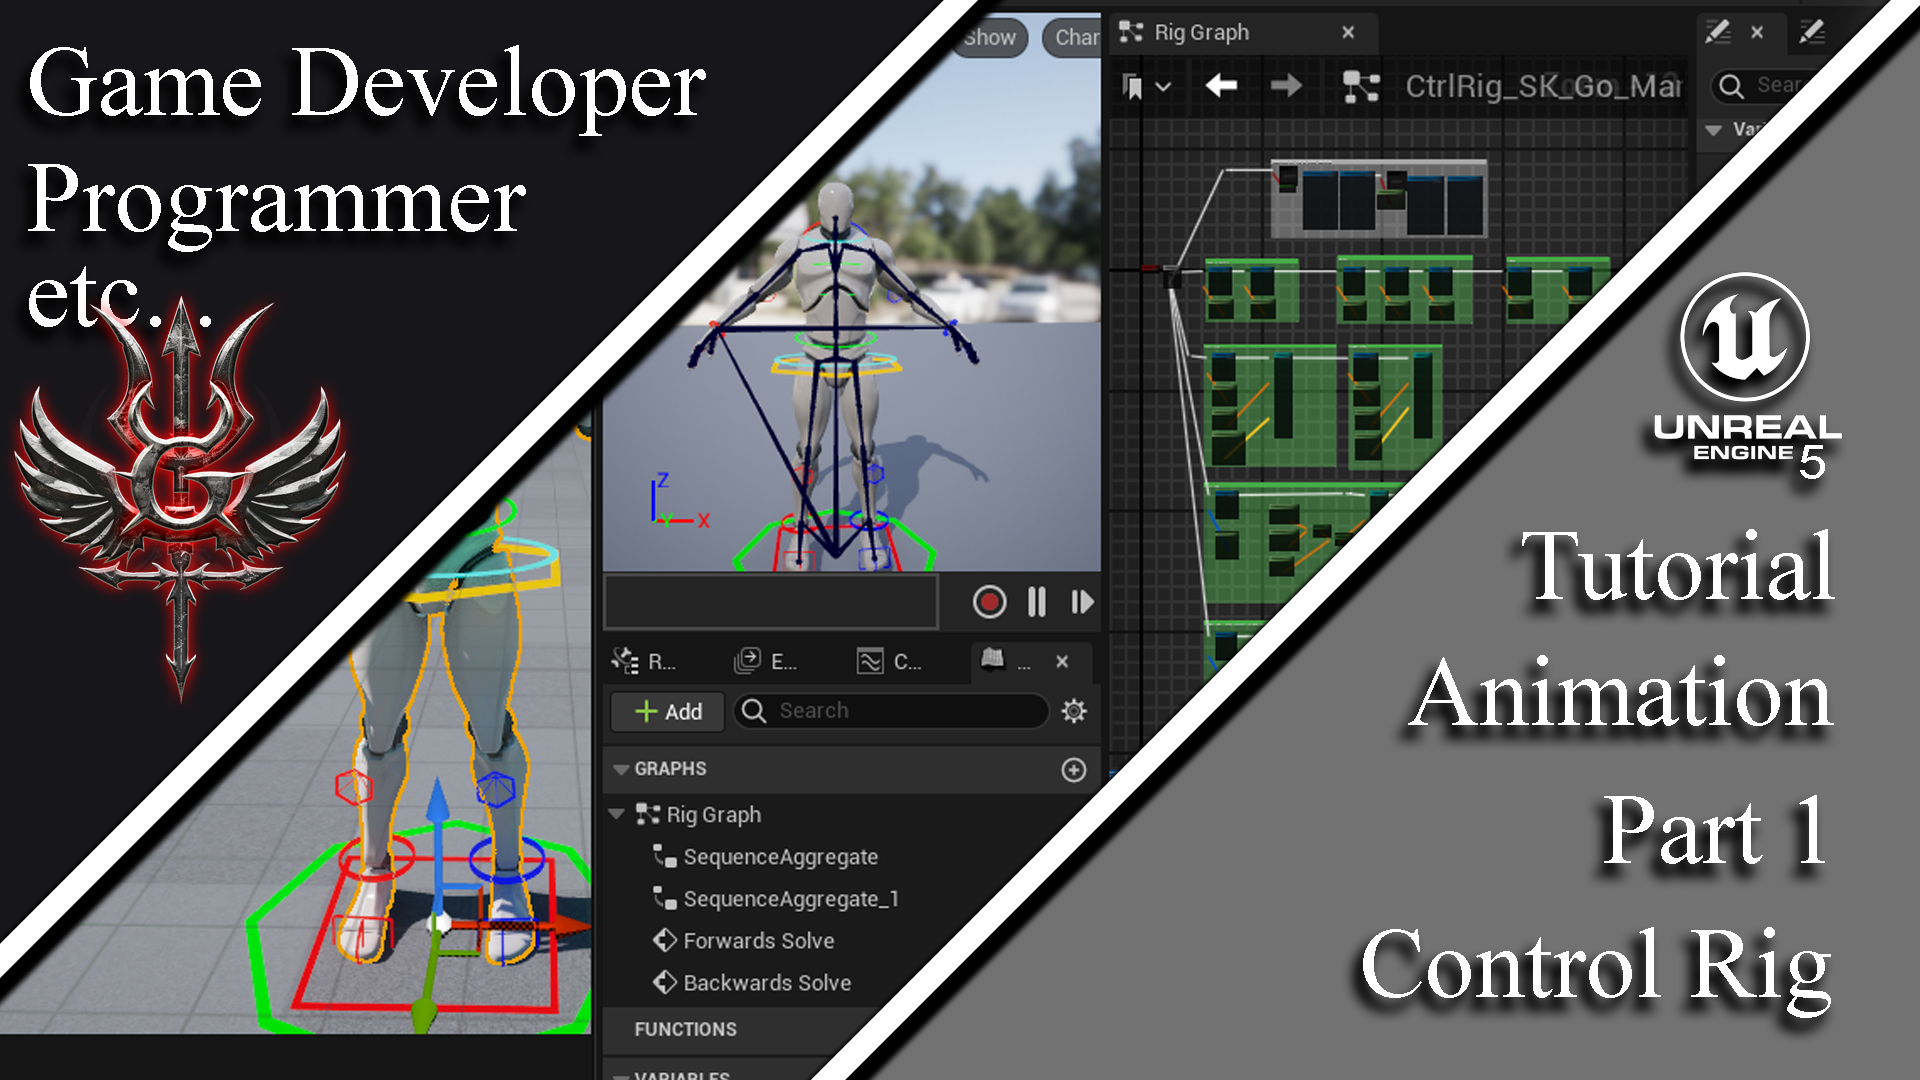 Game Developer
Programmer
etc...
Show
Char
Rig Graph
CtrlRig_SK_Go_Mar
Sear
Var
Z
Y
X
R...
E...
C...
...
Add
Search
GRAPHS
Rig Graph
SequenceAggregate
SequenceAggregate_1
Forwards Solve
Backwards Solve
FUNCTIONS
VARIABLES
UNREAL
ENGINE 5
Tutorial
Animation
Part 1
Control Rig